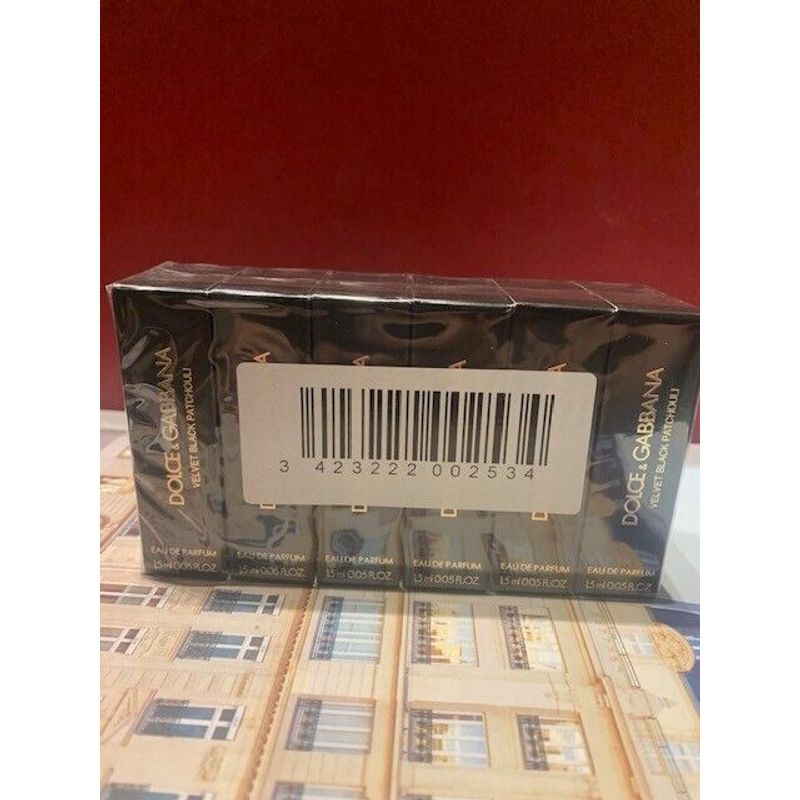 DOLCE & GABBANA
VELVET BLACK PATCHOULI
EAU DE PARFUM
1,5 ml 0.05 FL.OZ.
A
D
EAU DE PARFUM
1,5 ml 0.05 FL.OZ.
A
EAU DE PARFUM
1,5 ml 0.05 FL.OZ.
A
EAU DE PARFUM
1,5 ml 0.05 FL.OZ.
A
D
EAU DE PARFUM
1,5 ml 0.05 FL.OZ.
DOLCE & GABBANA
VELVET BLACK PATCHOULI
EAU DE PARFUM
1,5 ml 0.05 FL.OZ.
3 423222 002534